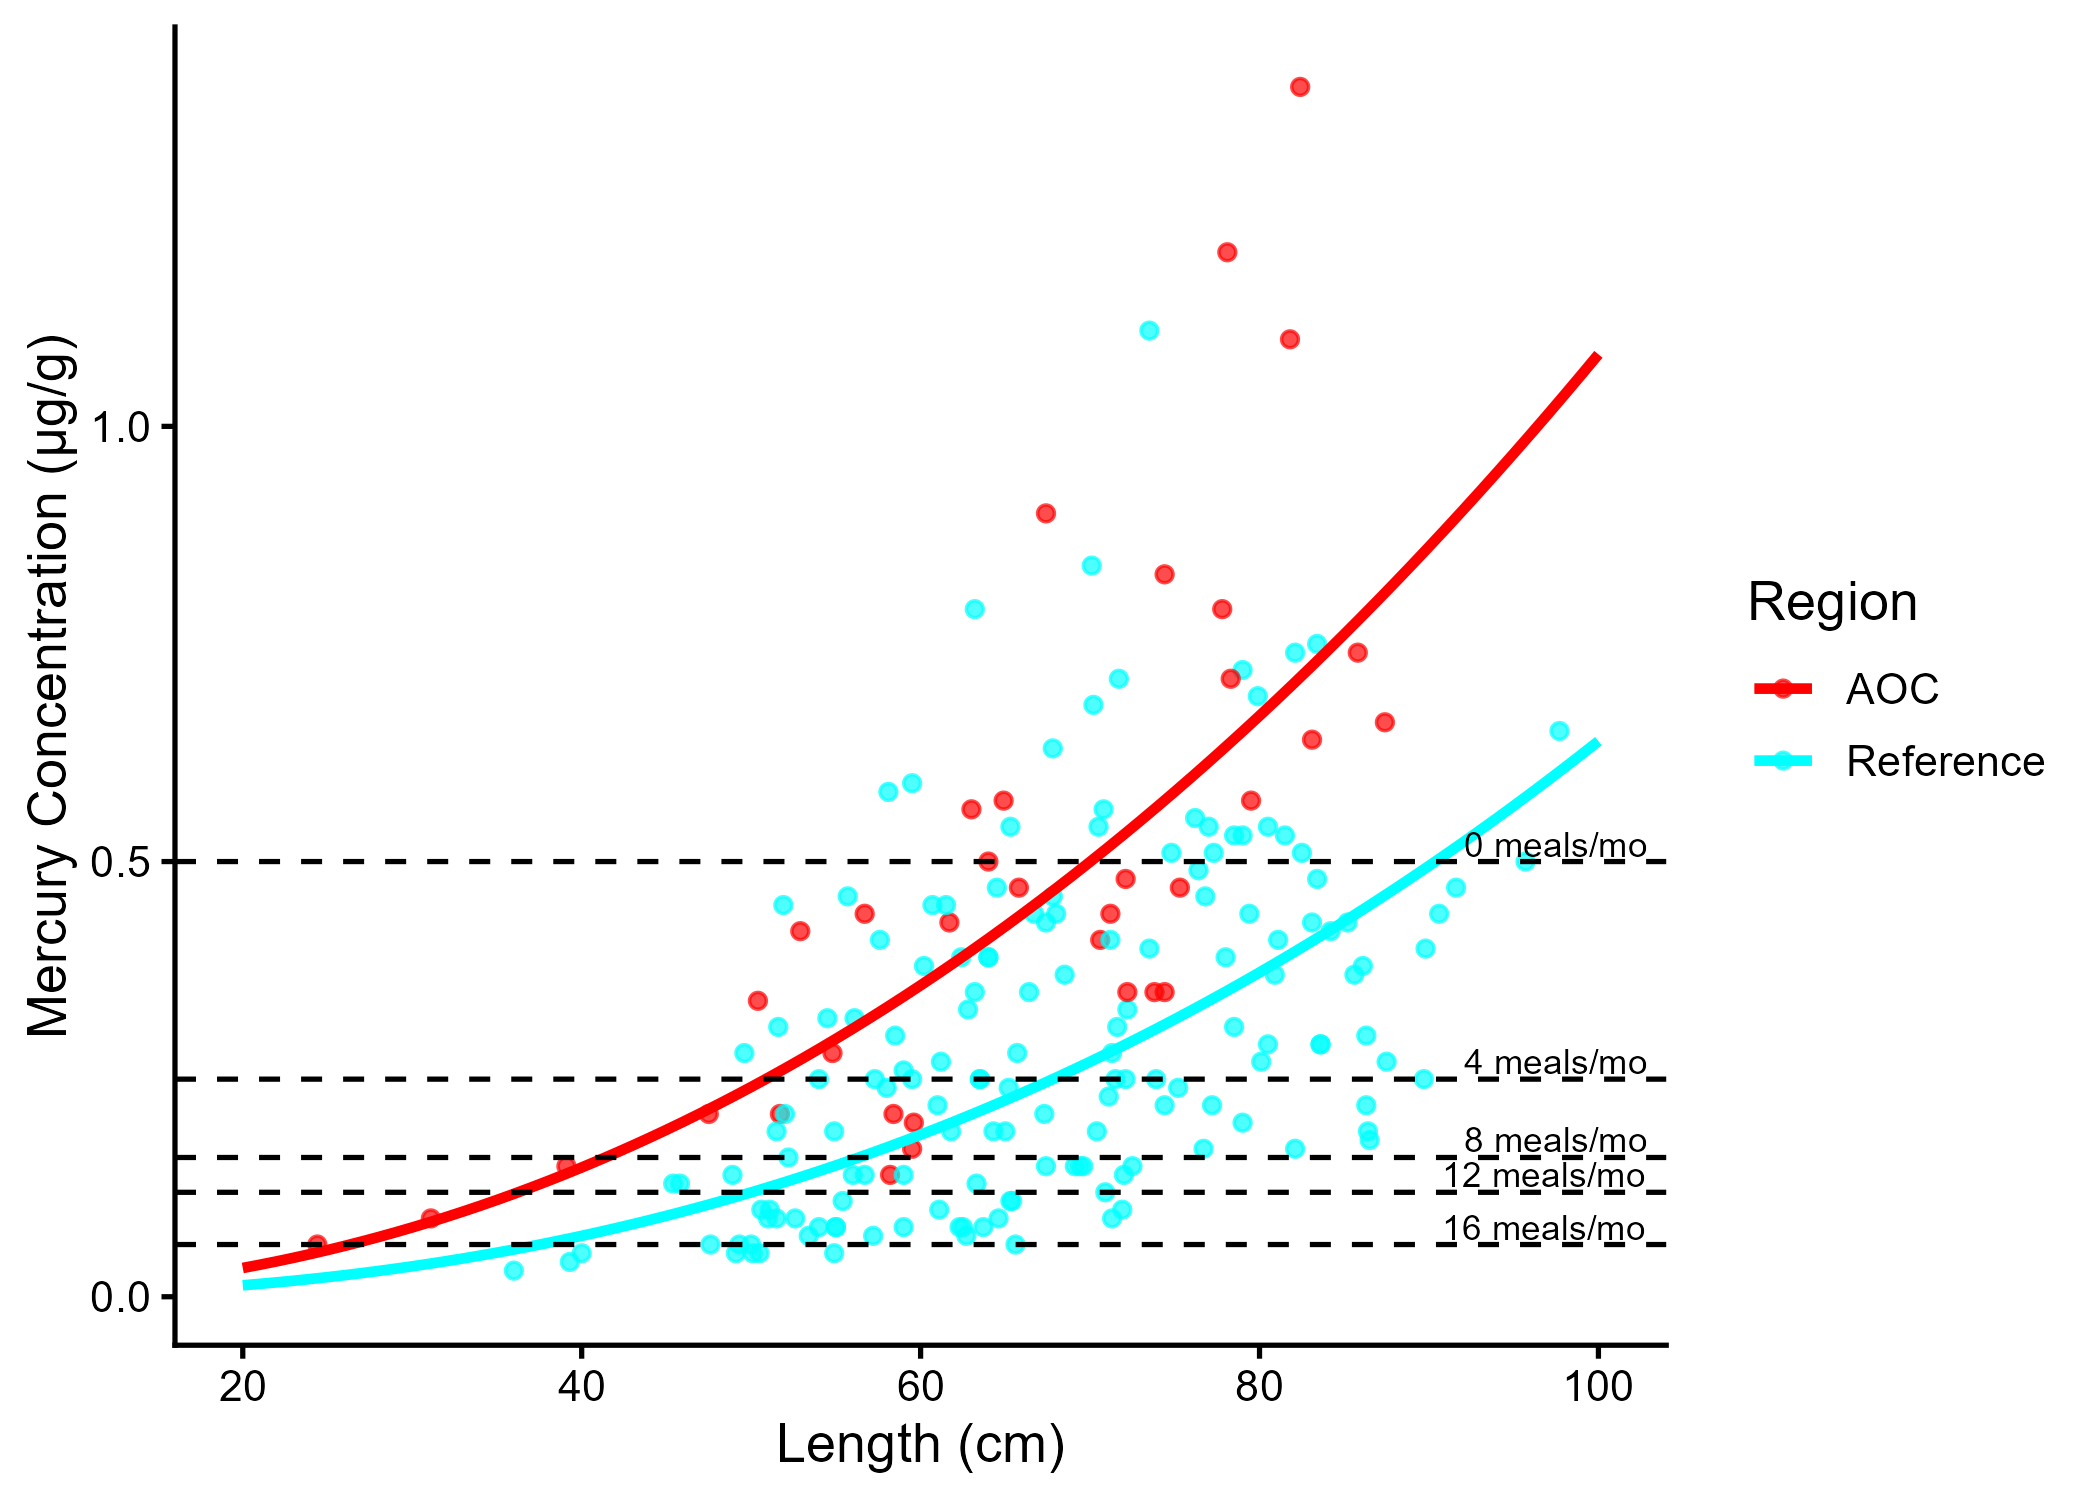 Mercury Concentration (µg/g)
1.0
0.5
0.0
0 meals/mo
4 meals/mo
8 meals/mo
12 meals/mo
16 meals/mo
20 40 60 80 100
Length (cm)
Region
AOC
Reference